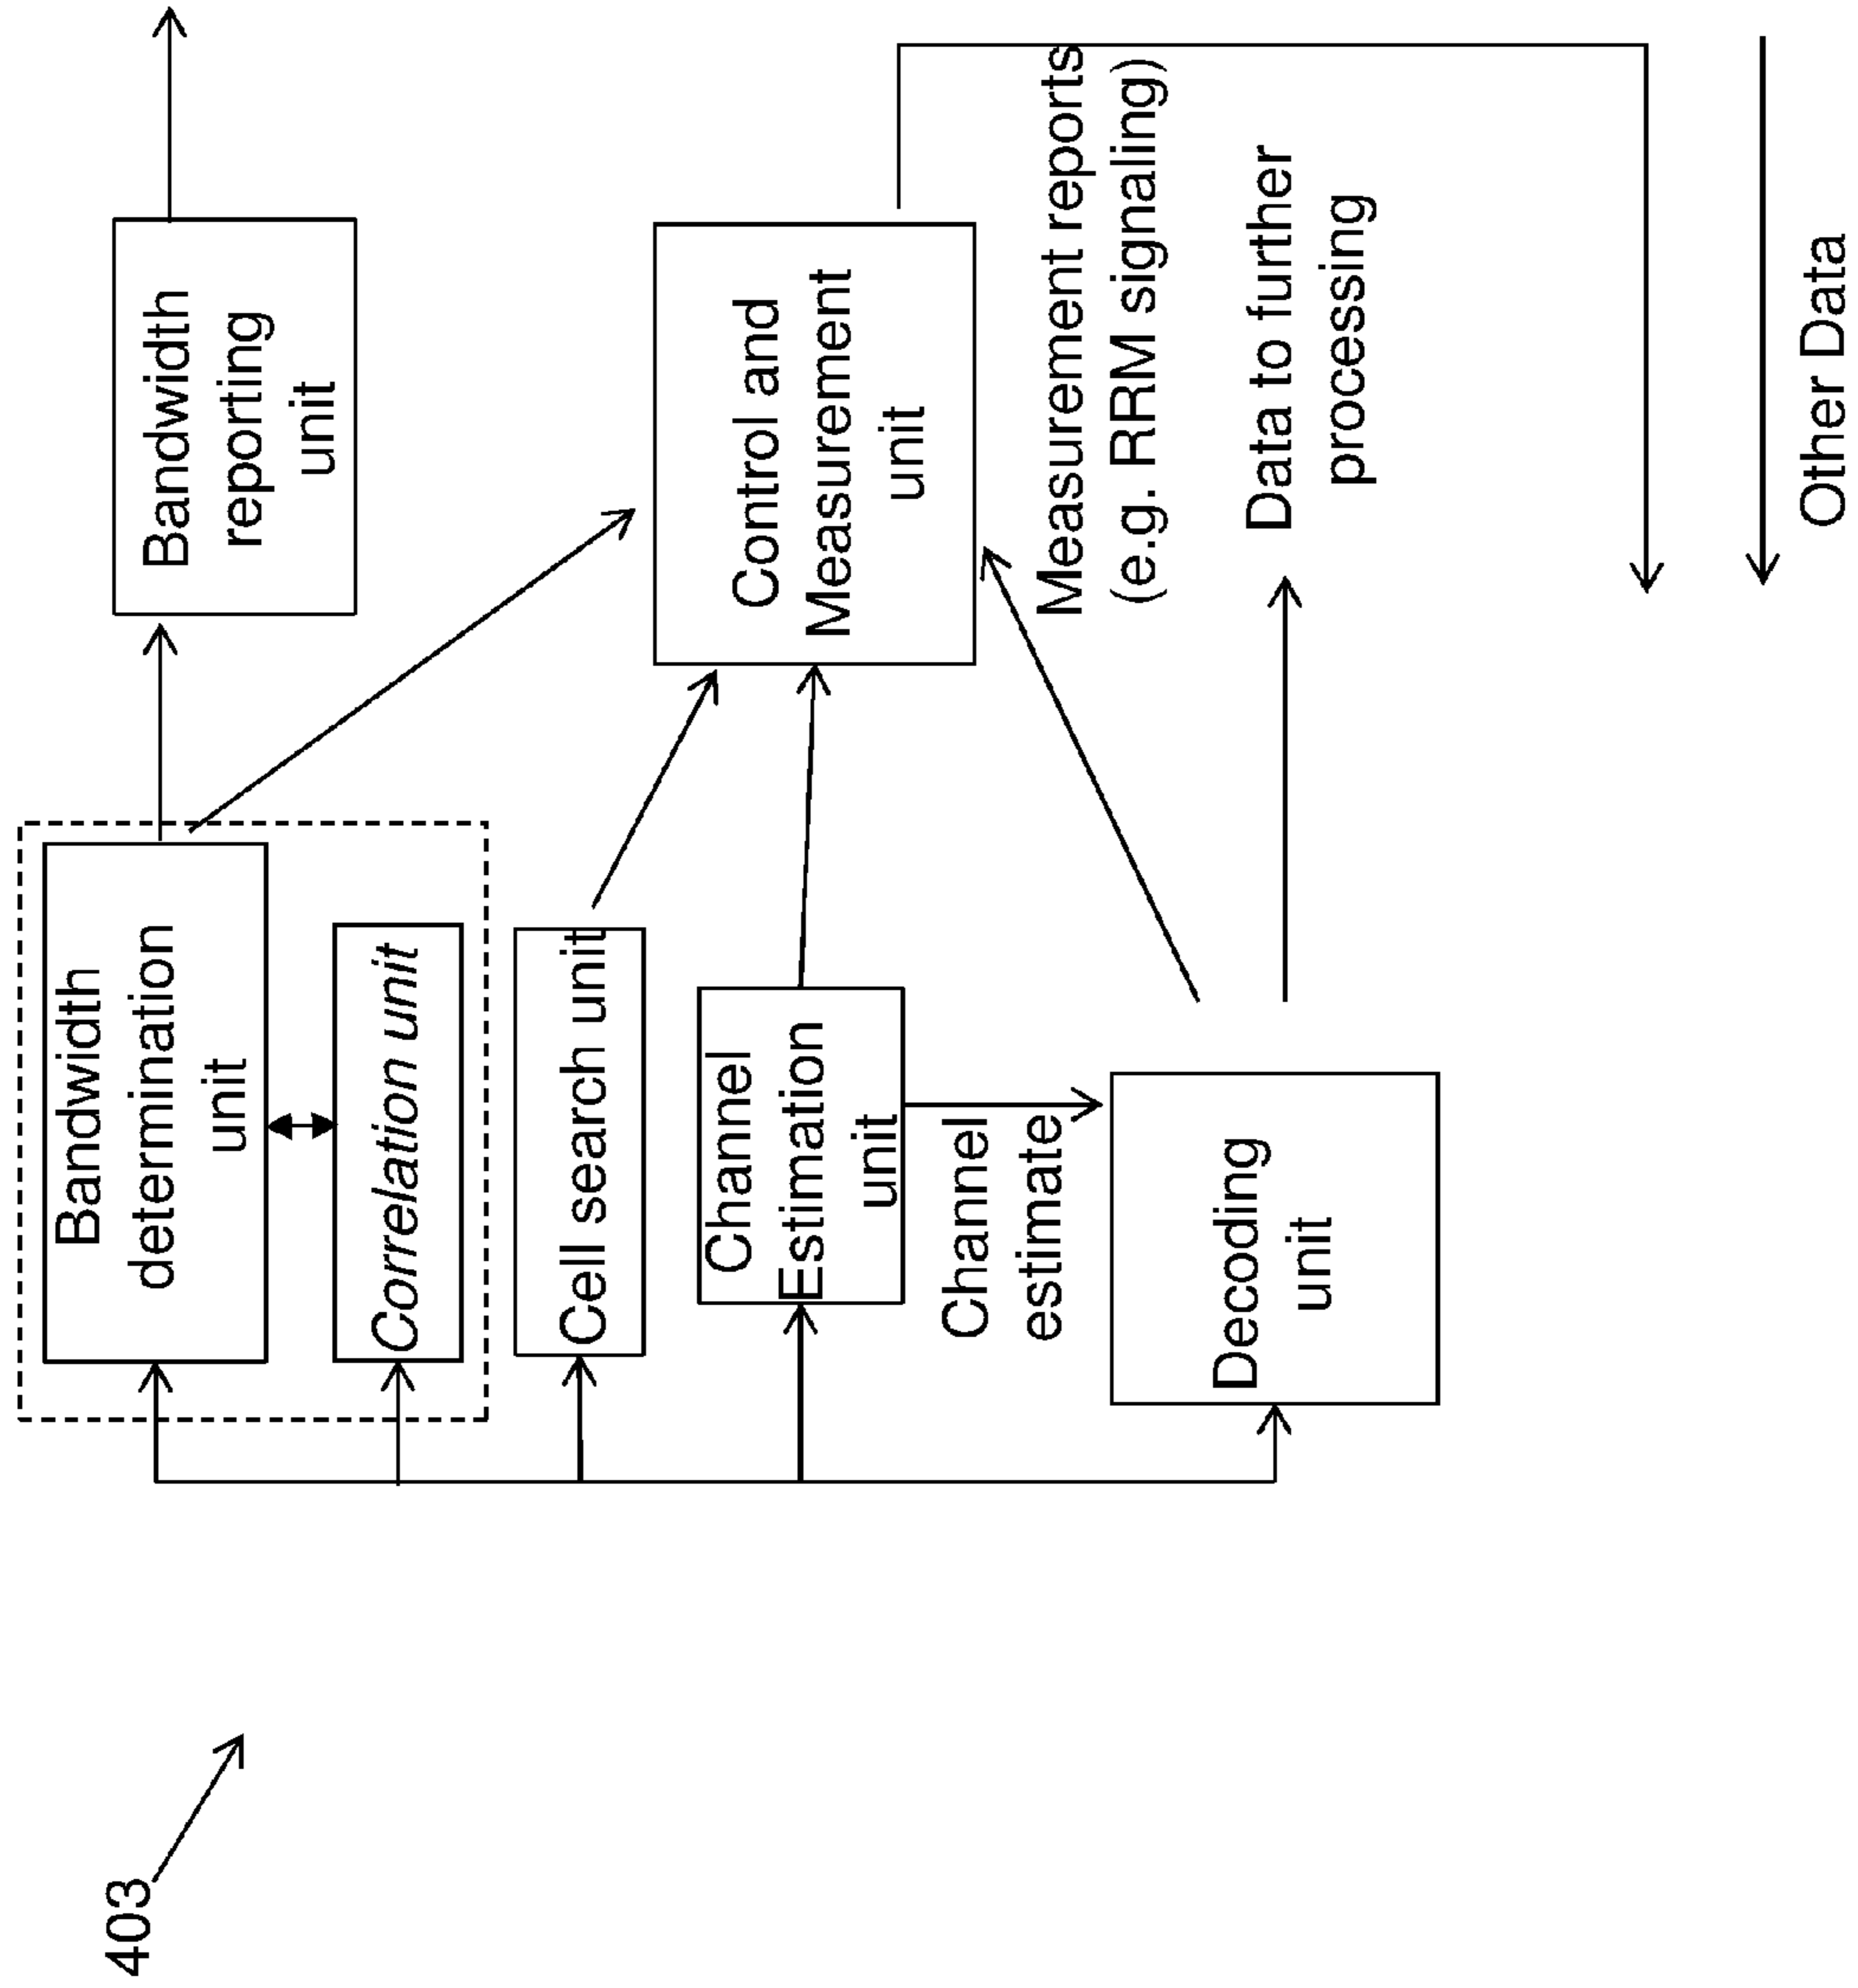 403
Bandwidth
determination
unit
Correlation unit
Cell search unit
Channel
Estimation
unit
Channel
estimate
Decoding
unit
Bandwidth
reporting
unit
Control and
Measurement
unit
Measurement reports
(e.g. RRM signaling)
Data to further
processing
Other Data